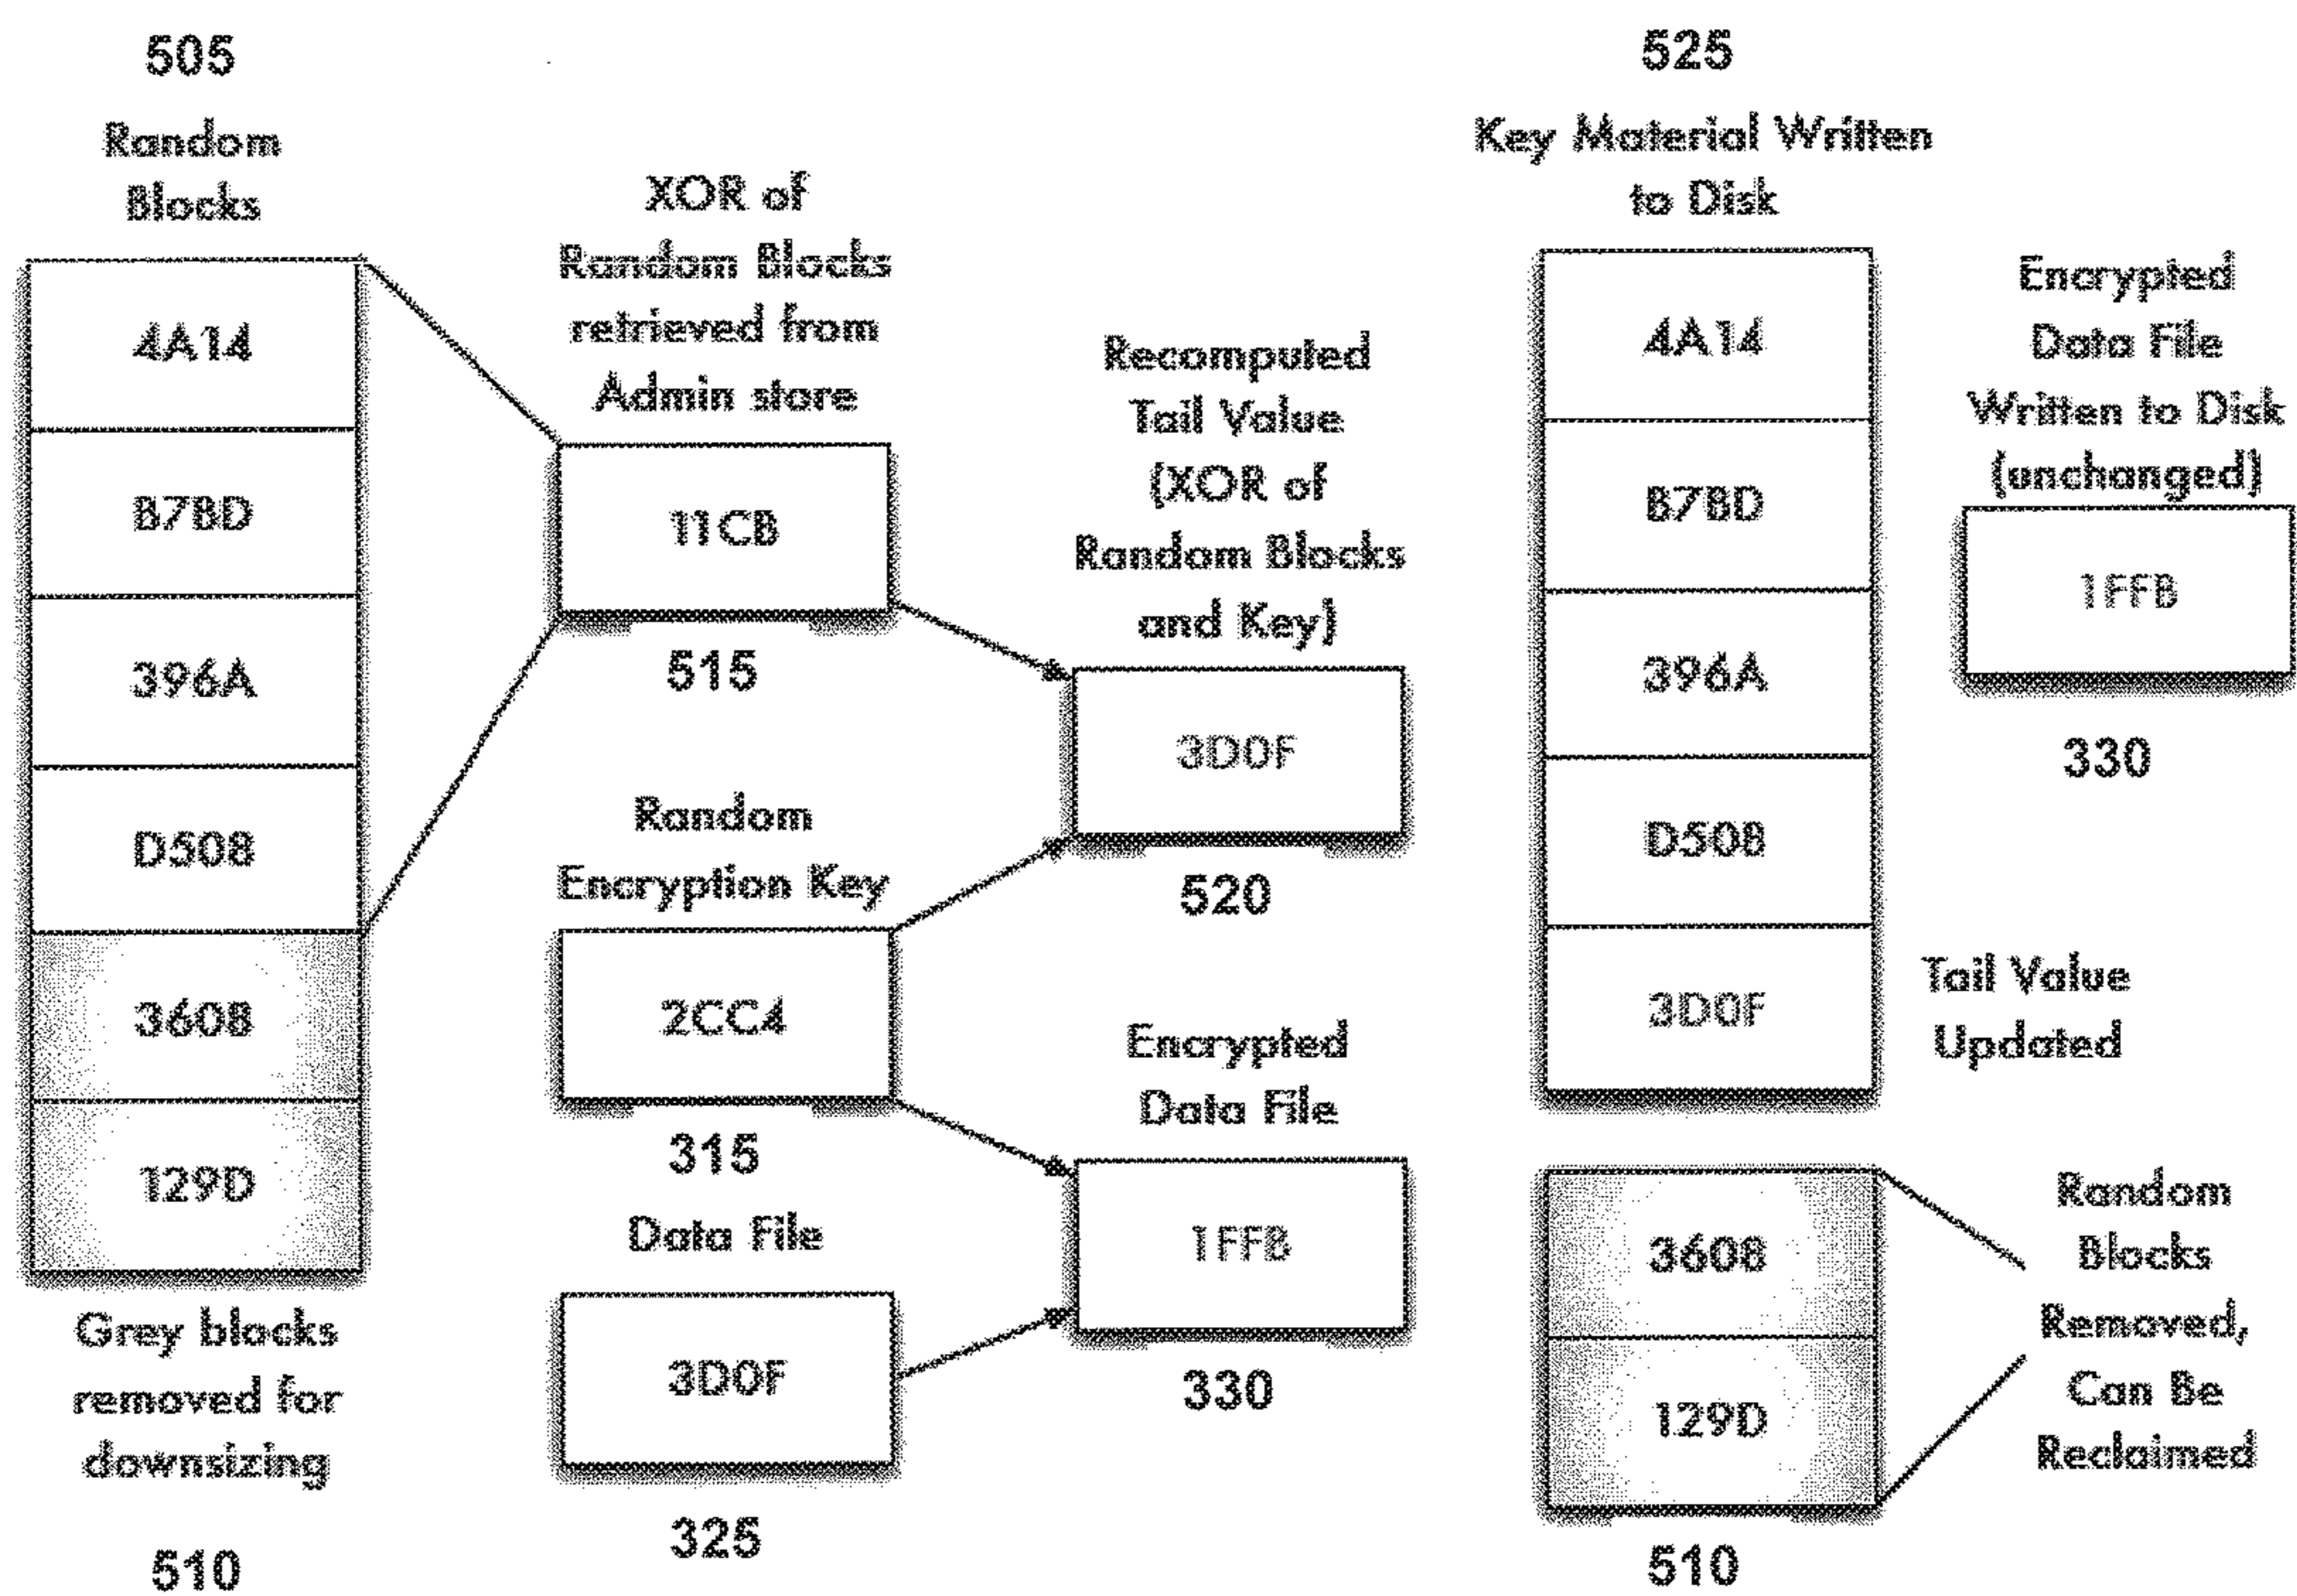 505
Random
Blocks
4A14
B7BD
396A
D508
3608
129D
Grey blocks
removed for
downsizing
510
XOR of
Random Blocks
retrieved from
Admin store
11CB
515
Random
Encryption Key
2CC4
315
Data File
3D0F
325
Recomputed
Tail Value
(XOR of
Random Blocks
and Key)
3D0F
520
Encrypted
Data File
1FFB
330
525
Key Material Written
to Disk
4A14
B7BD
396A
D508
3D0F
Tail Value
Updated
3608
129D
510
Random
Blocks
Removed,
Can Be
Reclaimed
Encrypted
Data File
Written to Disk
(unchanged)
1FFB
330